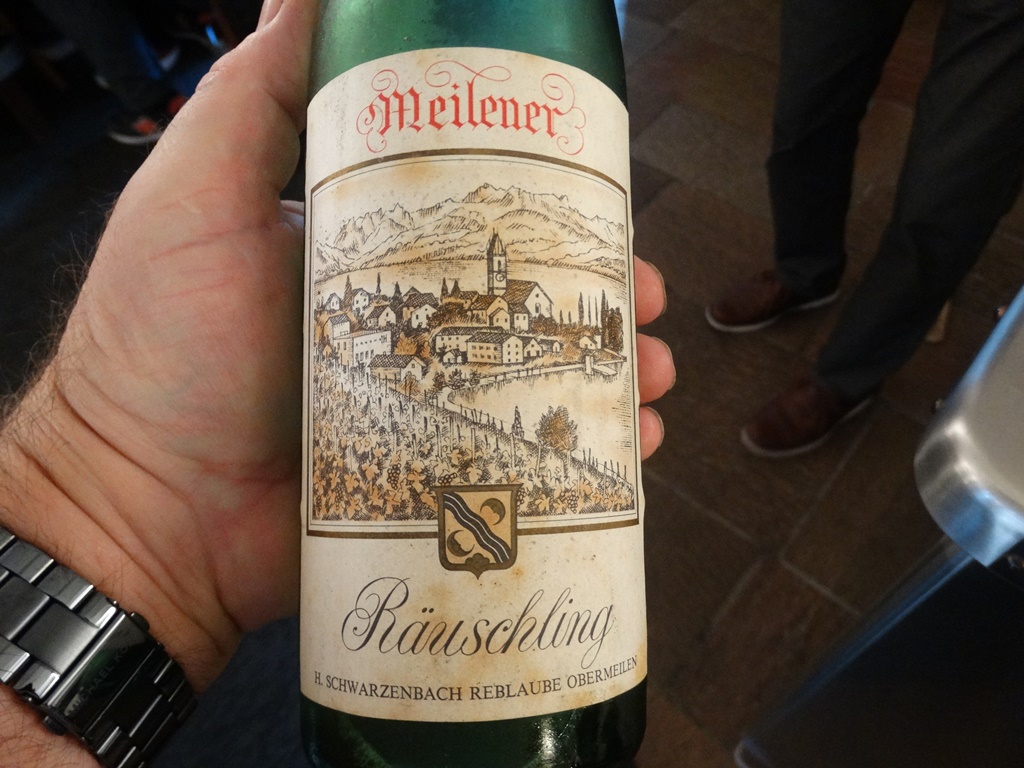 Meilener
Räuschling
H. SCHWARZENBACH REBLAUBE OBERMEILEN